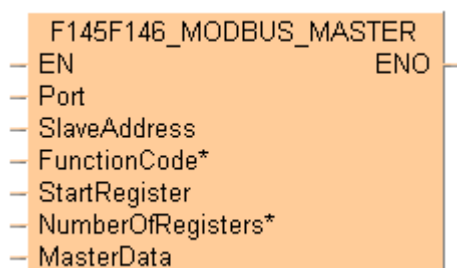 F145F146_MODBUS_MASTER
EN ENO
Port
SlaveAddress
FunctionCode*
StartRegister
NumberOfRegisters*
MasterData